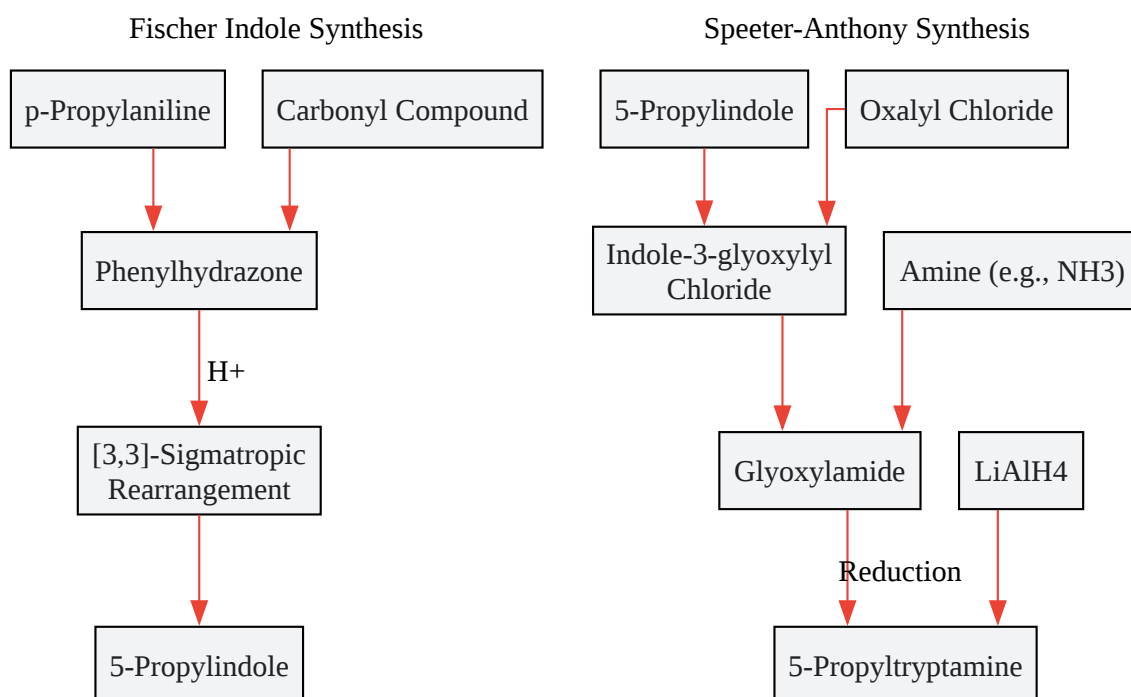 Fischer Indole Synthesis
p-Propylaniline
Carbonyl Compound
Phenylhydrazone
H+
[3,3]-Sigmatropic
Rearrangement
5-Propylindole
Speeter-Anthony Synthesis
5-Propylindole
Oxalyl Chloride
Indole-3-glyoxylyl
Chloride
Amine (e.g., NH3)
Glyoxylamide
LiAlH4
Reduction
5-Propyltryptamine